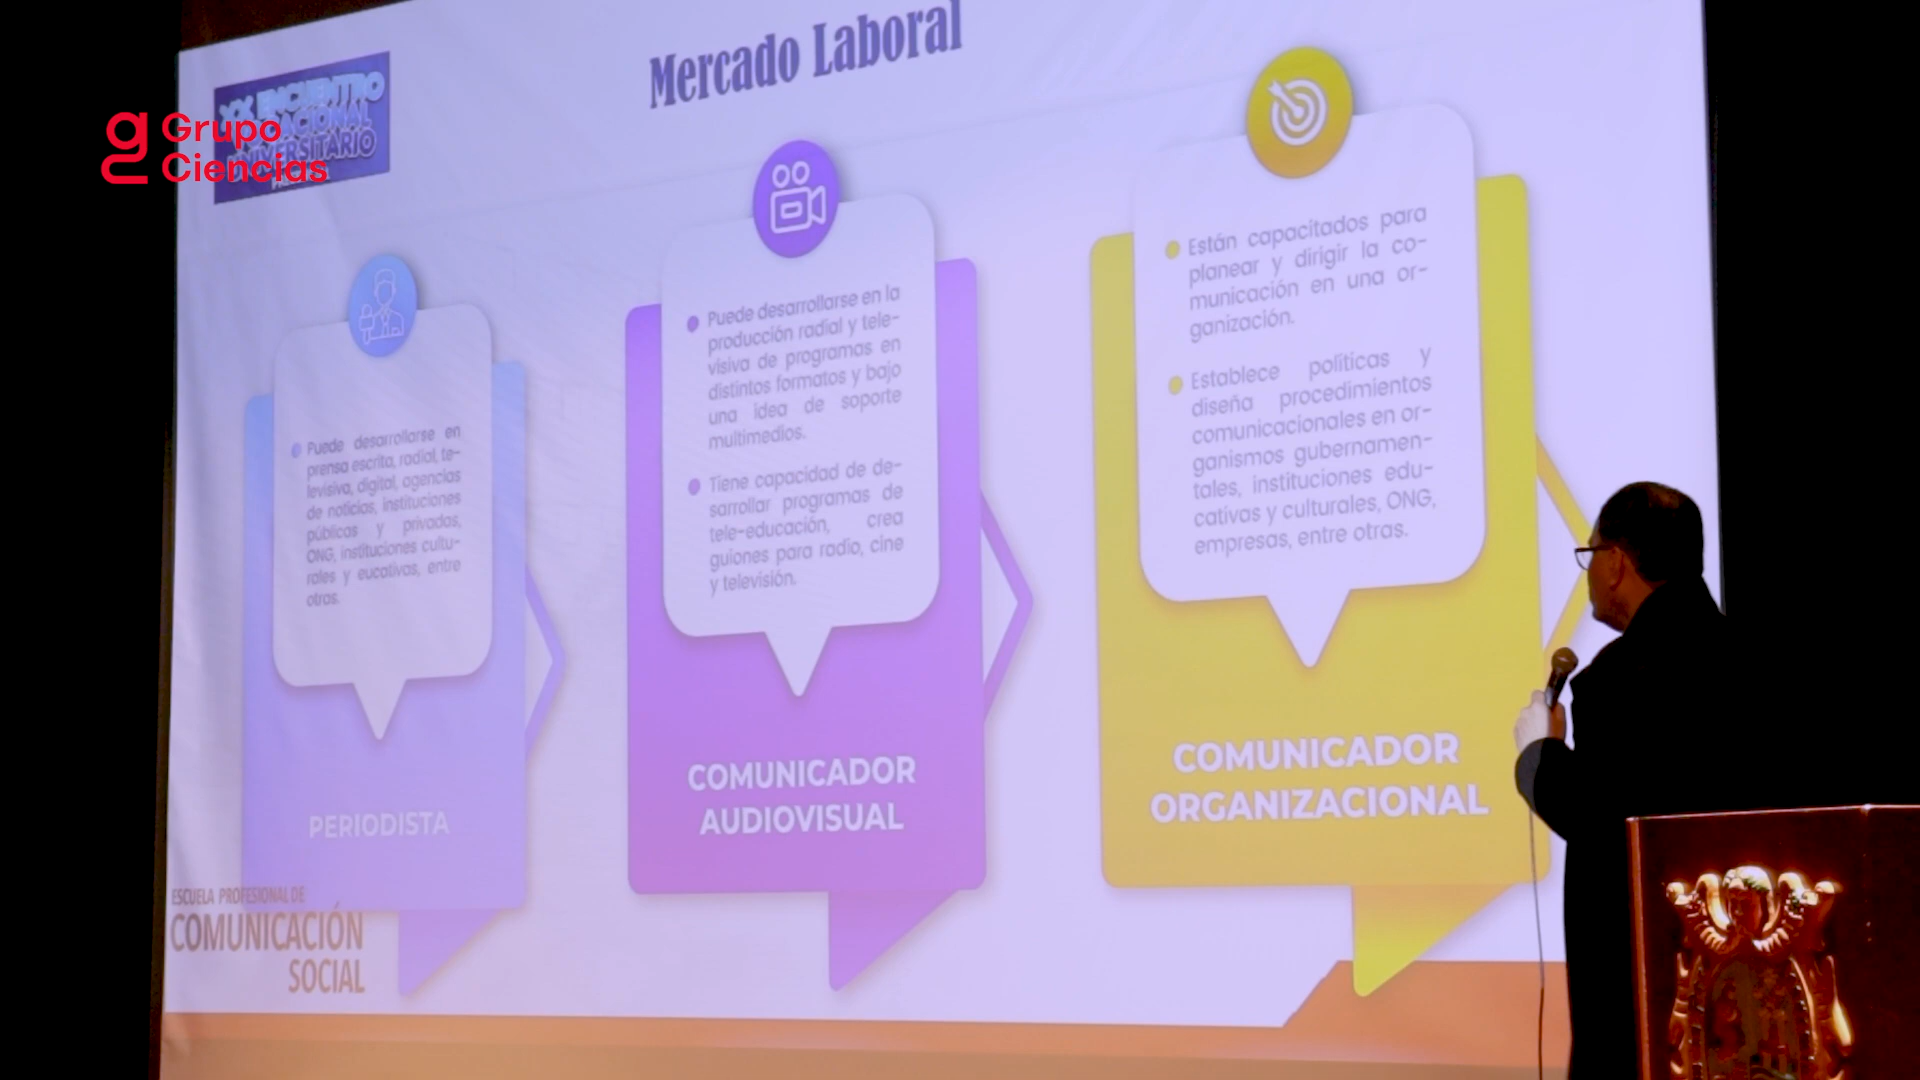 Mercado Laboral
XX ENCUENTRO
NACIONAL
UNIVERSITARIO
Grupo
Ciencias
Puede desarrollarse en
prensa escrita, radial, te-
levisiva, digital, agencias
de noticias, instituciones
públicas y privadas,
ONG, instituciones cultu-
rales y eucativas, entre
otras.
PERIODISTA
Puede desarrollarse en la
producción radial y tele-
visiva de programas en
distintos formatos y bajo
una idea de soporte
multimedios.
Tiene capacidad de de-
sarrollar programas de
tele-educación, crea
guiones para radio, cine
y televisión.
COMUNICADOR
AUDIOVISUAL
Están capacitados para
planear y dirigir la co-
municación en una or-
ganización.
Establece políticas y
diseña procedimientos
comunicacionales en or-
ganismos gubernamen-
tales, instituciones edu-
cativas y culturales, ONG,
empresas, entre otras.
COMUNICADOR
ORGANIZACIONAL
ESCUELA PROFESIONAL DE
COMUNICACIÓN
SOCIAL